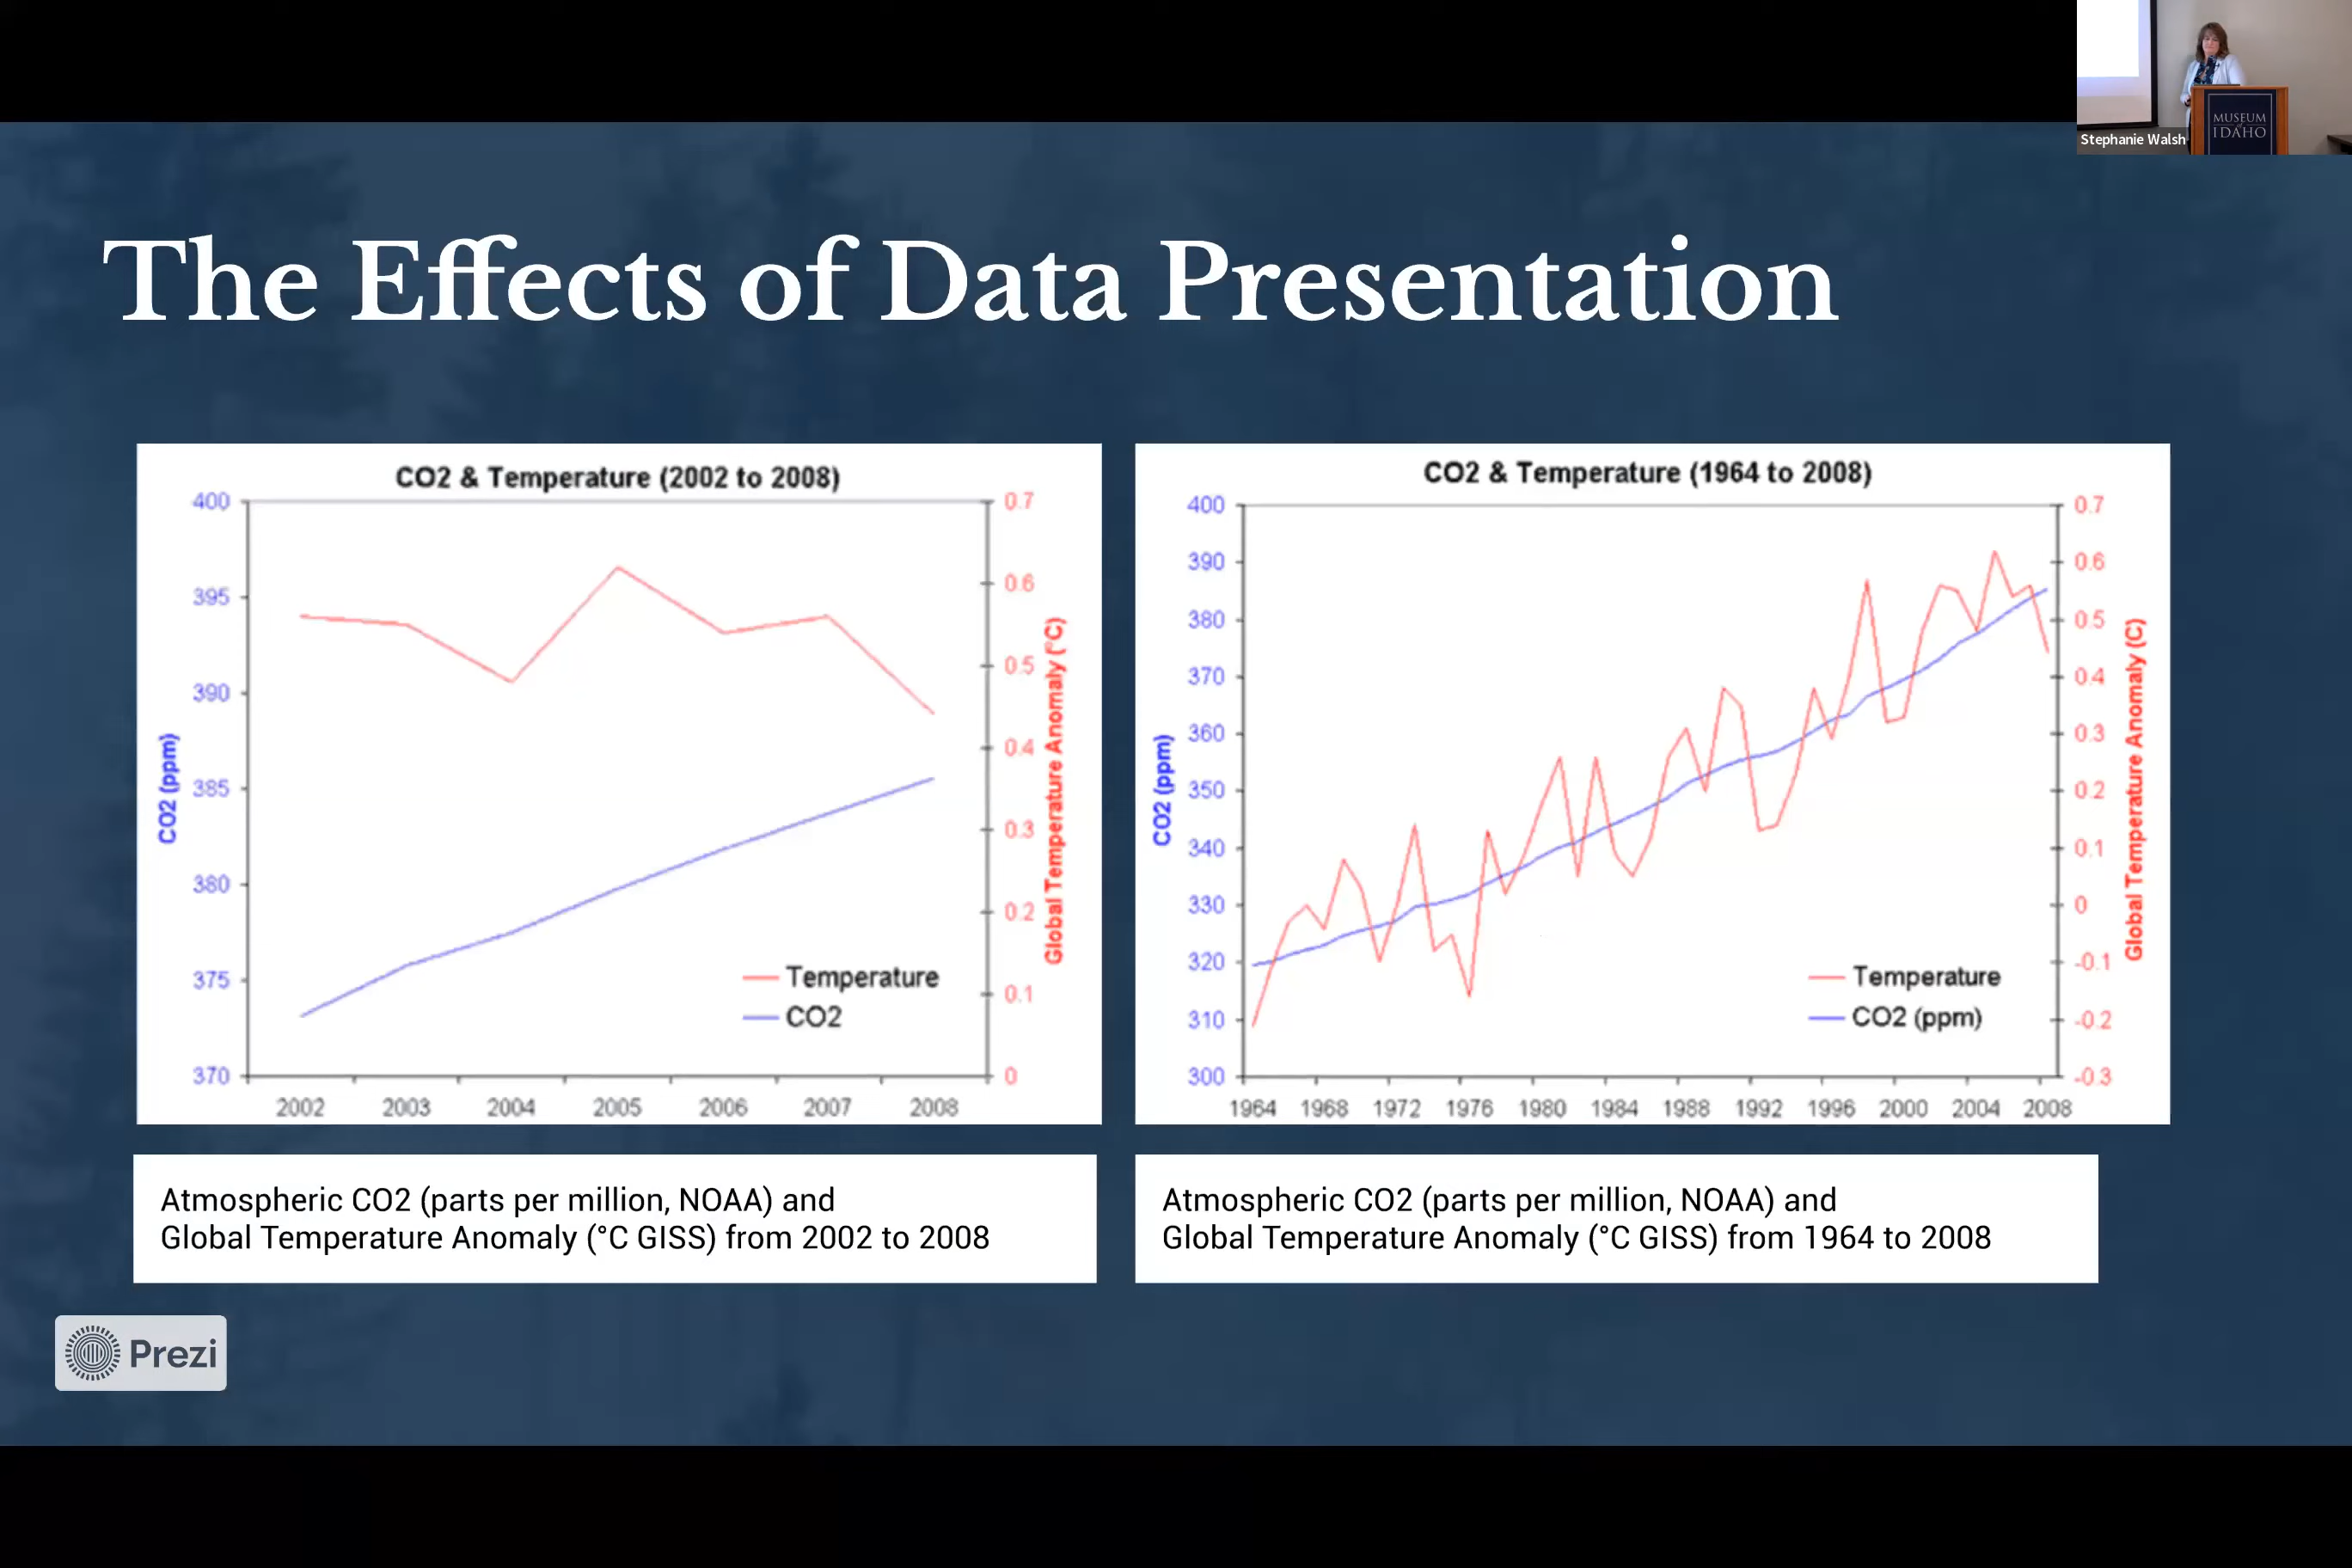 Stephanie Walsh
MUSEUM
of
IDAHO
The Effects of Data Presentation
CO2 & Temperature (2002 to 2008)
400
395
390
385
380
375
370
CO2 (ppm)
0.7
0.6
0.5
0.4
0.3
0.2
0.1
0
Global Temperature Anomaly (°C)
Temperature
CO2
2002 2003 2004 2005 2006 2007 2008
CO2 & Temperature (1964 to 2008)
400
390
380
370
360
350
340
330
320
310
300
CO2 (ppm)
0.7
0.6
0.5
0.4
0.3
0.2
0.1
0
-0.1
-0.2
-0.3
Global Temperature Anomaly (C)
Temperature
CO2 (ppm)
1964 1968 1972 1976 1980 1984 1988 1992 1996 2000 2004 2008
Atmospheric CO2 (parts per million, NOAA) and
Global Temperature Anomaly (°C GISS) from 2002 to 2008
Atmospheric CO2 (parts per million, NOAA) and
Global Temperature Anomaly (°C GISS) from 1964 to 2008
Prezi